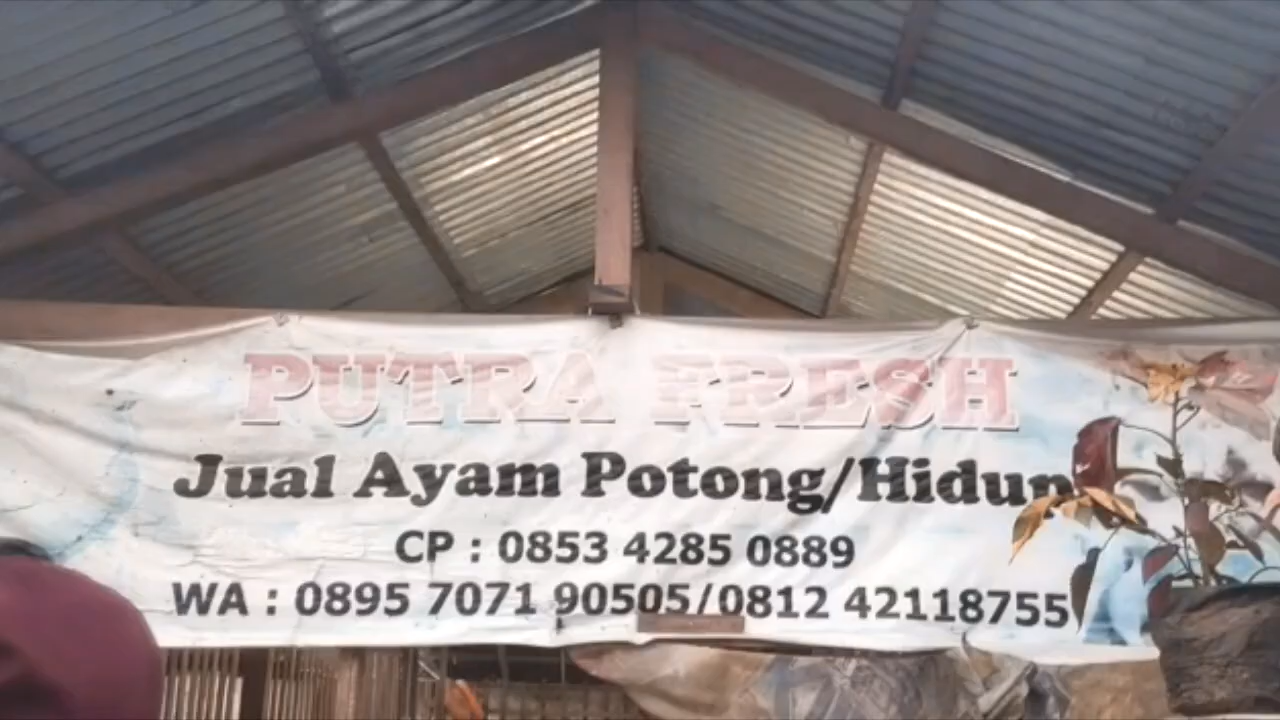 PUTRA FRESH
Jual Ayam Potong/Hidup
CP : 0853 4285 0889
WA : 0895 7071 90505/0812 42118755